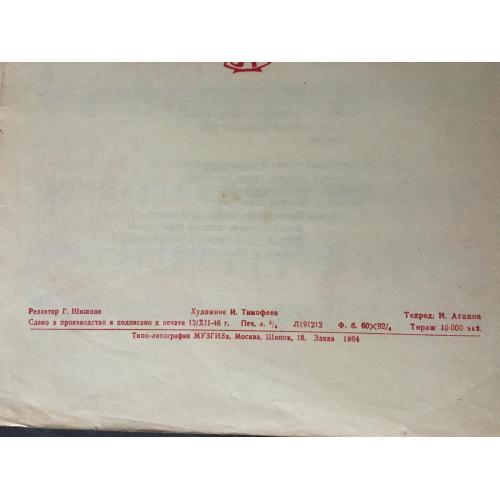 Редактор Г. Шишков Художник И. Тимофеев Техред: И. Агапов
Сдано в производство и подписано к печати 12/XII-46 г. Печ. л. ³/₄ Л191212 Ф. б. 60×92/₈ Тираж 10 000 экз.
Типо-литография МУЗГИЗа, Москва, Щипок, 18. Заказ 1864